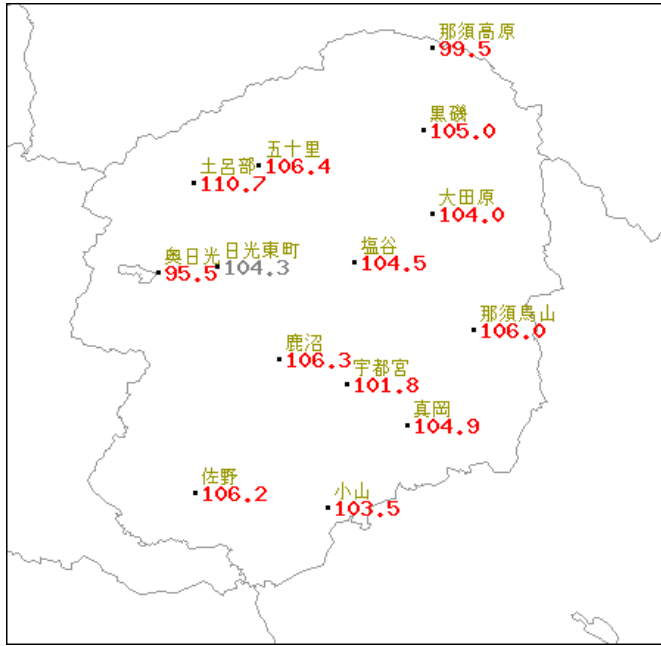 那須高原
99.5
黒磯
105.0
五十里
106.4
土呂部
110.7
大田原
104.0
塩谷
104.5
日光東町
104.3
奥日光
95.5
那須烏山
106.0
鹿沼
106.3
宇都宮
101.8
真岡
104.9
佐野
106.2
小山
103.5